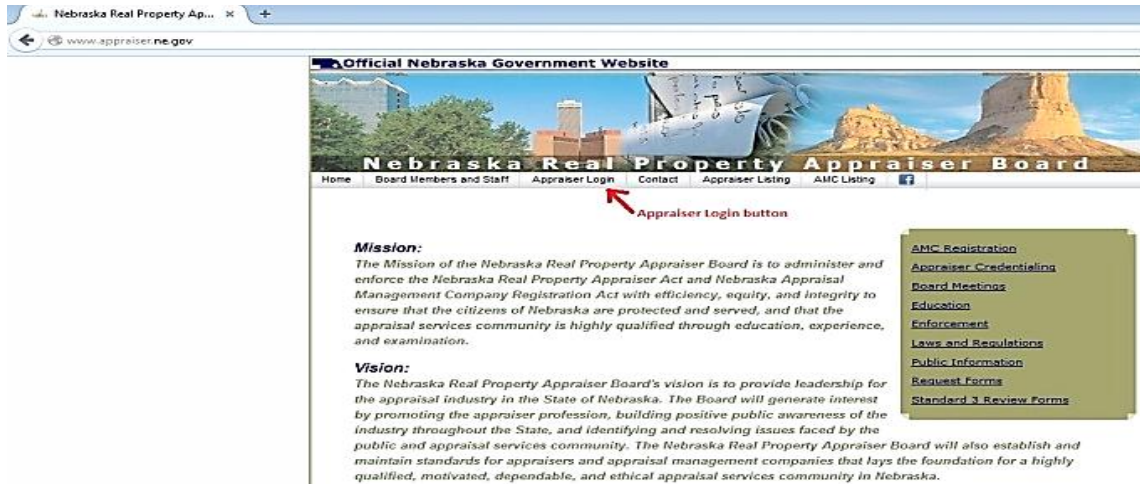 Nebraska Real Property Ap... × +
www.appraiser.ne.gov
Official Nebraska Government Website
Nebraska Real Property Appraiser Board
Home Board Members and Staff Appraiser Login Contact Appraiser Listing AMC Listing f
Appraiser Login button
Mission:
The Mission of the Nebraska Real Property Appraiser Board is to administer and
enforce the Nebraska Real Property Appraiser Act and Nebraska Appraisal
Management Company Registration Act with efficiency, equity, and integrity to
ensure that the citizens of Nebraska are protected and served, and that the
appraisal services community is highly qualified through education, experience,
and examination.
Vision:
The Nebraska Real Property Appraiser Board's vision is to provide leadership for
the appraisal industry in the State of Nebraska. The Board will generate interest
by promoting the appraiser profession, building positive public awareness of the
industry throughout the State, and identifying and resolving issues faced by the
public and appraisal services community. The Nebraska Real Property Appraiser Board will also establish and
maintain standards for appraisers and appraisal management companies that lays the foundation for a highly
qualified, motivated, dependable, and ethical appraisal services community in Nebraska.
AMC Registration
Appraiser Credentialing
Board Meetings
Education
Enforcement
Laws and Regulations
Public Information
Request Forms
Standard 3 Review Forms